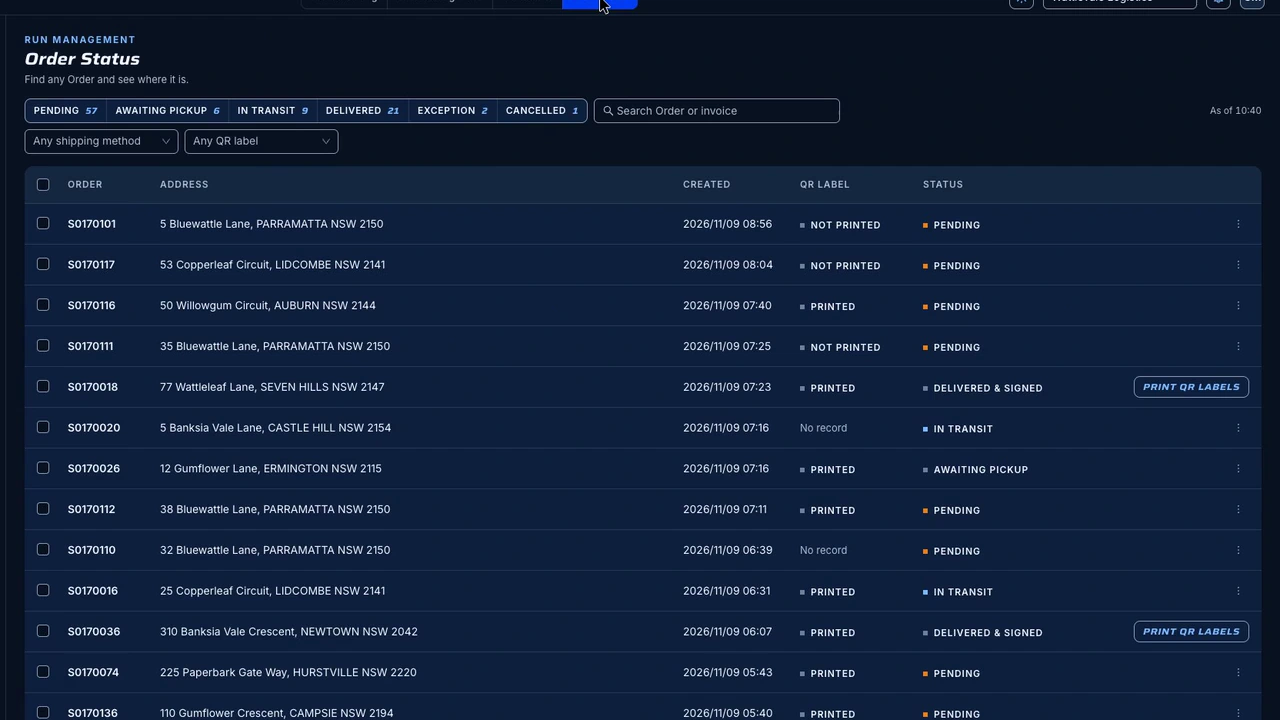 RUN MANAGEMENT
Order Status
Find any Order and see where it is.
PENDING 57 AWAITING PICKUP 6 IN TRANSIT 9 DELIVERED 21 EXCEPTION 2 CANCELLED 1 Search Order or invoice As of 10:40
Any shipping method Any QR label
ORDER ADDRESS CREATED QR LABEL STATUS
S0170101 5 Bluewattle Lane, PARRAMATTA NSW 2150 2026/11/09 08:56 NOT PRINTED PENDING
S0170117 53 Copperleaf Circuit, LIDCOMBE NSW 2141 2026/11/09 08:04 NOT PRINTED PENDING
S0170116 50 Willowgum Circuit, AUBURN NSW 2144 2026/11/09 07:40 PRINTED PENDING
S0170111 35 Bluewattle Lane, PARRAMATTA NSW 2150 2026/11/09 07:25 NOT PRINTED PENDING
S0170018 77 Wattleleaf Lane, SEVEN HILLS NSW 2147 2026/11/09 07:23 PRINTED DELIVERED & SIGNED PRINT QR LABELS
S0170020 5 Banksia Vale Lane, CASTLE HILL NSW 2154 2026/11/09 07:16 No record IN TRANSIT
S0170026 12 Gumflower Lane, ERMINGTON NSW 2115 2026/11/09 07:16 PRINTED AWAITING PICKUP
S0170112 38 Bluewattle Lane, PARRAMATTA NSW 2150 2026/11/09 07:11 PRINTED PENDING
S0170110 32 Bluewattle Lane, PARRAMATTA NSW 2150 2026/11/09 06:39 No record PENDING
S0170016 25 Copperleaf Circuit, LIDCOMBE NSW 2141 2026/11/09 06:31 PRINTED IN TRANSIT
S0170036 310 Banksia Vale Crescent, NEWTOWN NSW 2042 2026/11/09 06:07 PRINTED DELIVERED & SIGNED PRINT QR LABELS
S0170074 225 Paperbark Gate Way, HURSTVILLE NSW 2220 2026/11/09 05:43 PRINTED PENDING
S0170136 110 Gumflower Crescent, CAMPSIE NSW 2194 2026/11/09 05:40 PRINTED PENDING